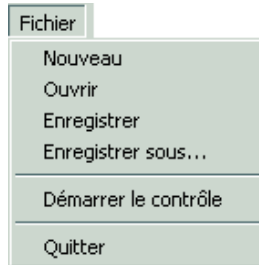 Fichier
Nouveau
Ouvrir
Enregistrer
Enregistrer sous...
Démarrer le contrôle
Quitter